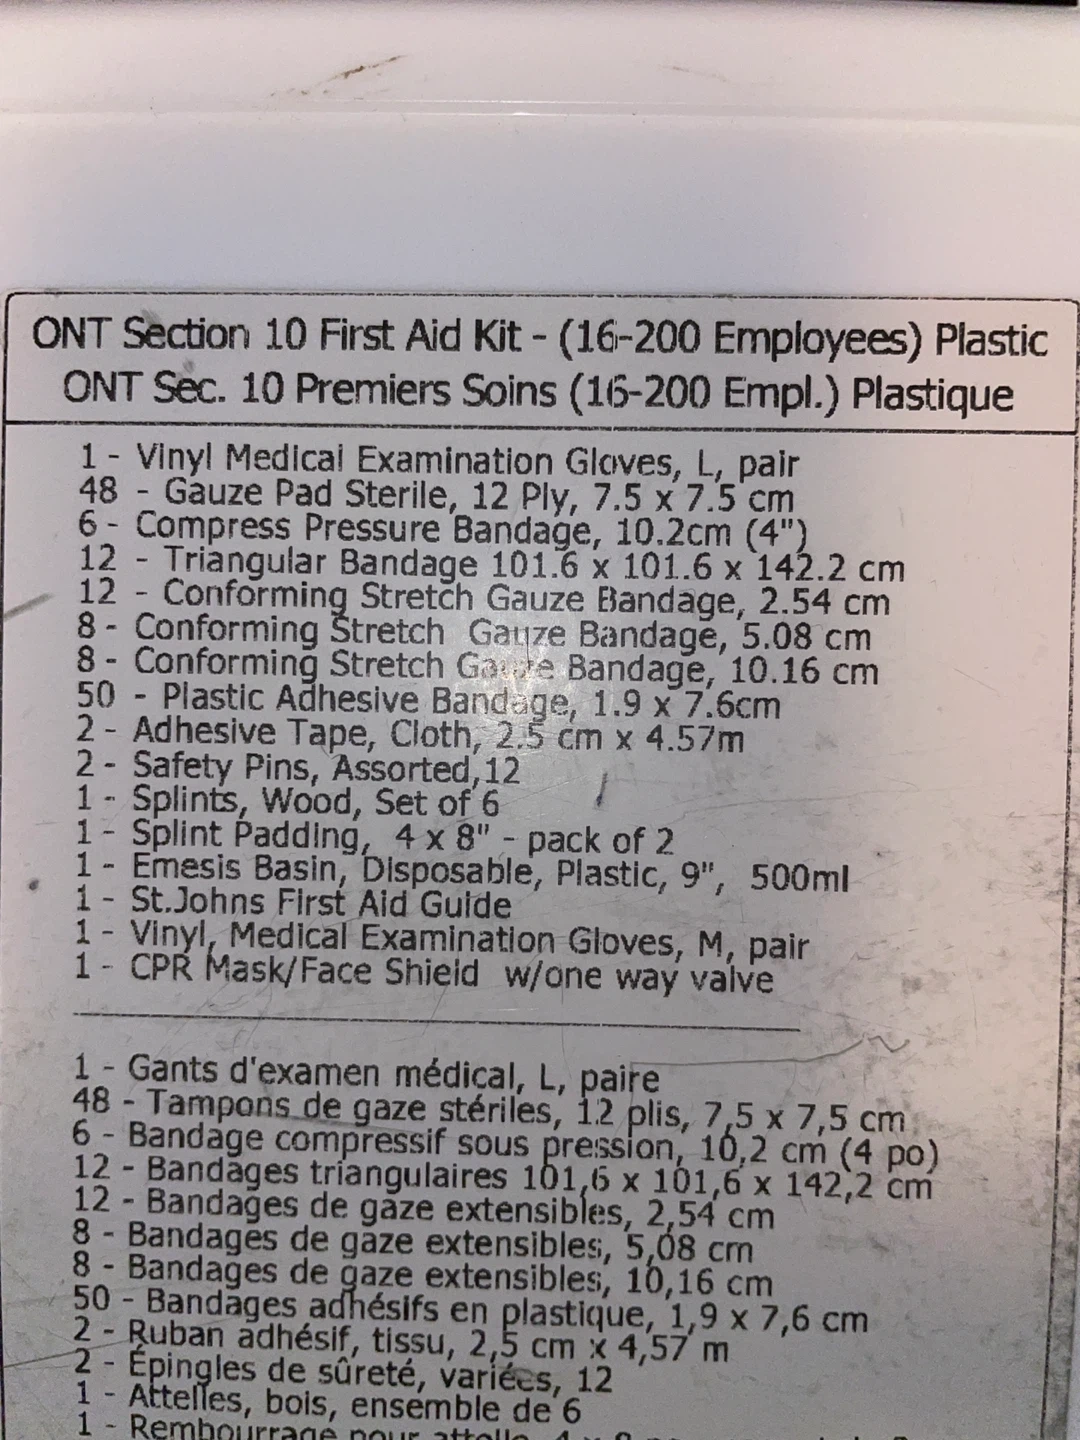 ONT Section 10 First Aid Kit - (16-200 Employees) Plastic
ONT Sec. 10 Premiers Soins (16-200 Empl.) Plastique
1 - Vinyl Medical Examination Gloves, L, pair
48 - Gauze Pad Sterile, 12 Ply, 7.5 x 7.5 cm
6 - Compress Pressure Bandage, 10.2cm (4")
12 - Triangular Bandage 101.6 x 101.6 x 142.2 cm
12 - Conforming Stretch Gauze Bandage, 2.54 cm
8 - Conforming Stretch Gauze Bandage, 5.08 cm
8 - Conforming Stretch Gauze Bandage, 10.16 cm
50 - Plastic Adhesive Bandage, 1.9 x 7.6cm
2 - Adhesive Tape, Cloth, 2.5 cm x 4.57m
2 - Safety Pins, Assorted,12
1 - Splints, Wood, Set of 6
1 - Splint Padding, 4 x 8" - pack of 2
1 - Emesis Basin, Disposable, Plastic, 9", 500ml
1 - St.Johns First Aid Guide
1 - Vinyl, Medical Examination Gloves, M, pair
1 - CPR Mask/Face Shield w/one way valve
1 - Gants d'examen médical, L, paire
48 - Tampons de gaze stériles, 12 plis, 7,5 x 7,5 cm
6 - Bandage compressif sous pression, 10,2 cm (4 po)
12 - Bandages triangulaires 101,6 x 101,6 x 142,2 cm
12 - Bandages de gaze extensibles, 2,54 cm
8 - Bandages de gaze extensibles, 5,08 cm
8 - Bandages de gaze extensibles, 10,16 cm
50 - Bandages adhésifs en plastique, 1,9 x 7,6 cm
2 - Ruban adhésif, tissu, 2,5 cm x 4,57 m
2 - Épingles de sûreté, variées, 12
1 - Attelles, bois, ensemble de 6
1 - Rembourrage pour attelle, 4 x 8